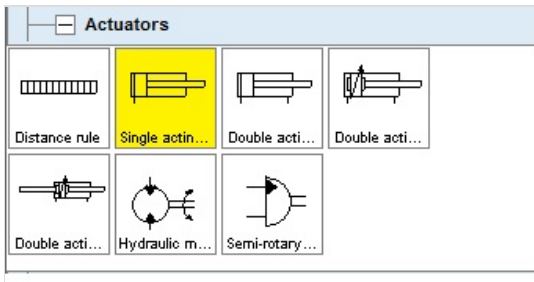 Actuators
Distance rule
Single actin...
Double acti...
Double acti...
Double acti...
Hydraulic m...
Semi-rotary...